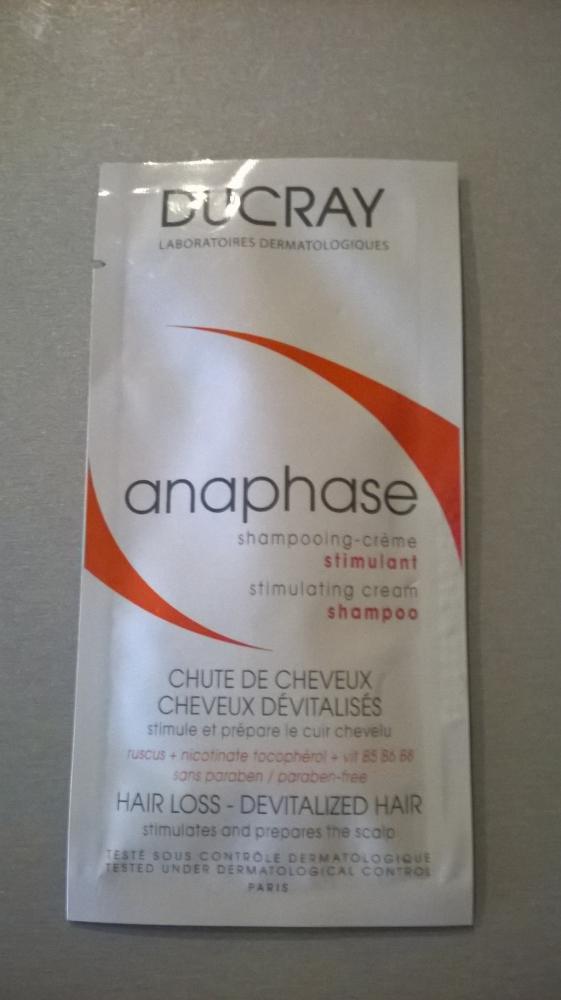 DUCRAY
LABORATOIRES DERMATOLOGIQUES
anaphase
shampooing-crème
stimulant
stimulating cream
shampoo
CHUTE DE CHEVEUX
CHEVEUX DÉVITALISÉS
stimule et prépare le cuir chevelu
ruscus + nicotinate tocophérol + vit B5 B6 B8
sans paraben / paraben-free
HAIR LOSS - DEVITALIZED HAIR
stimulates and prepares the scalp
TESTÉ SOUS CONTRÔLE DERMATOLOGIQUE
TESTED UNDER DERMATOLOGICAL CONTROL
PARIS